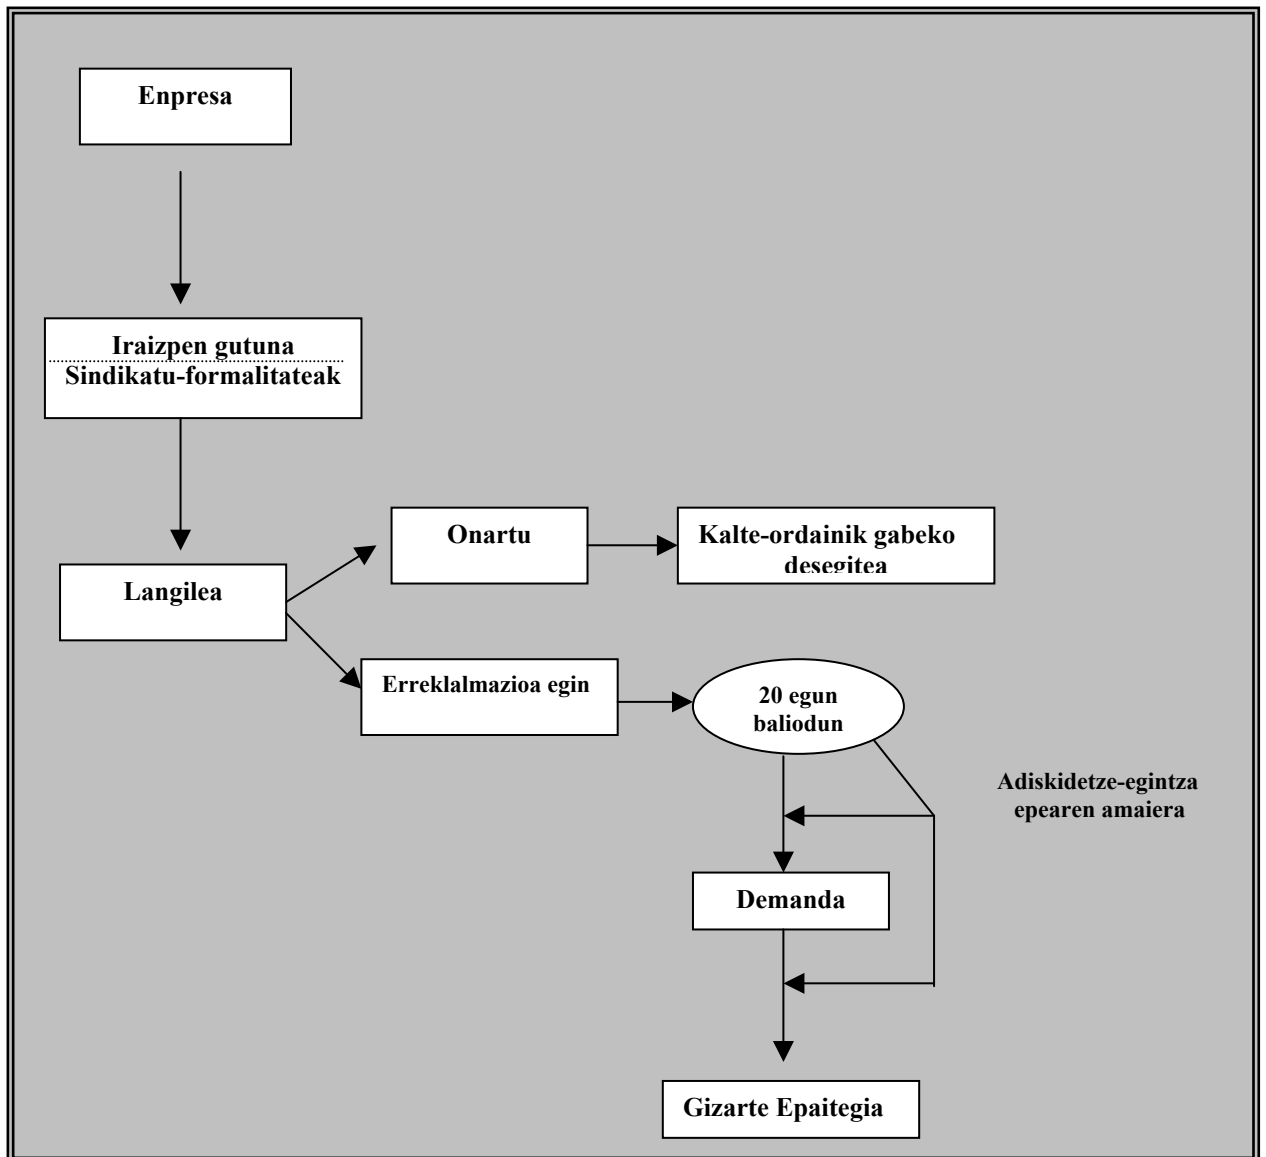 Enpresa
Iraizpen gutuna
Sindikatu-formalitateak
Langilea
Onartu
Kalte-ordainik gabeko
desegitea
Erreklalmazioa egin
20 egun
baliodun
Adiskidetze-egintza
epearen amaiera
Demanda
Gizarte Epaitegia